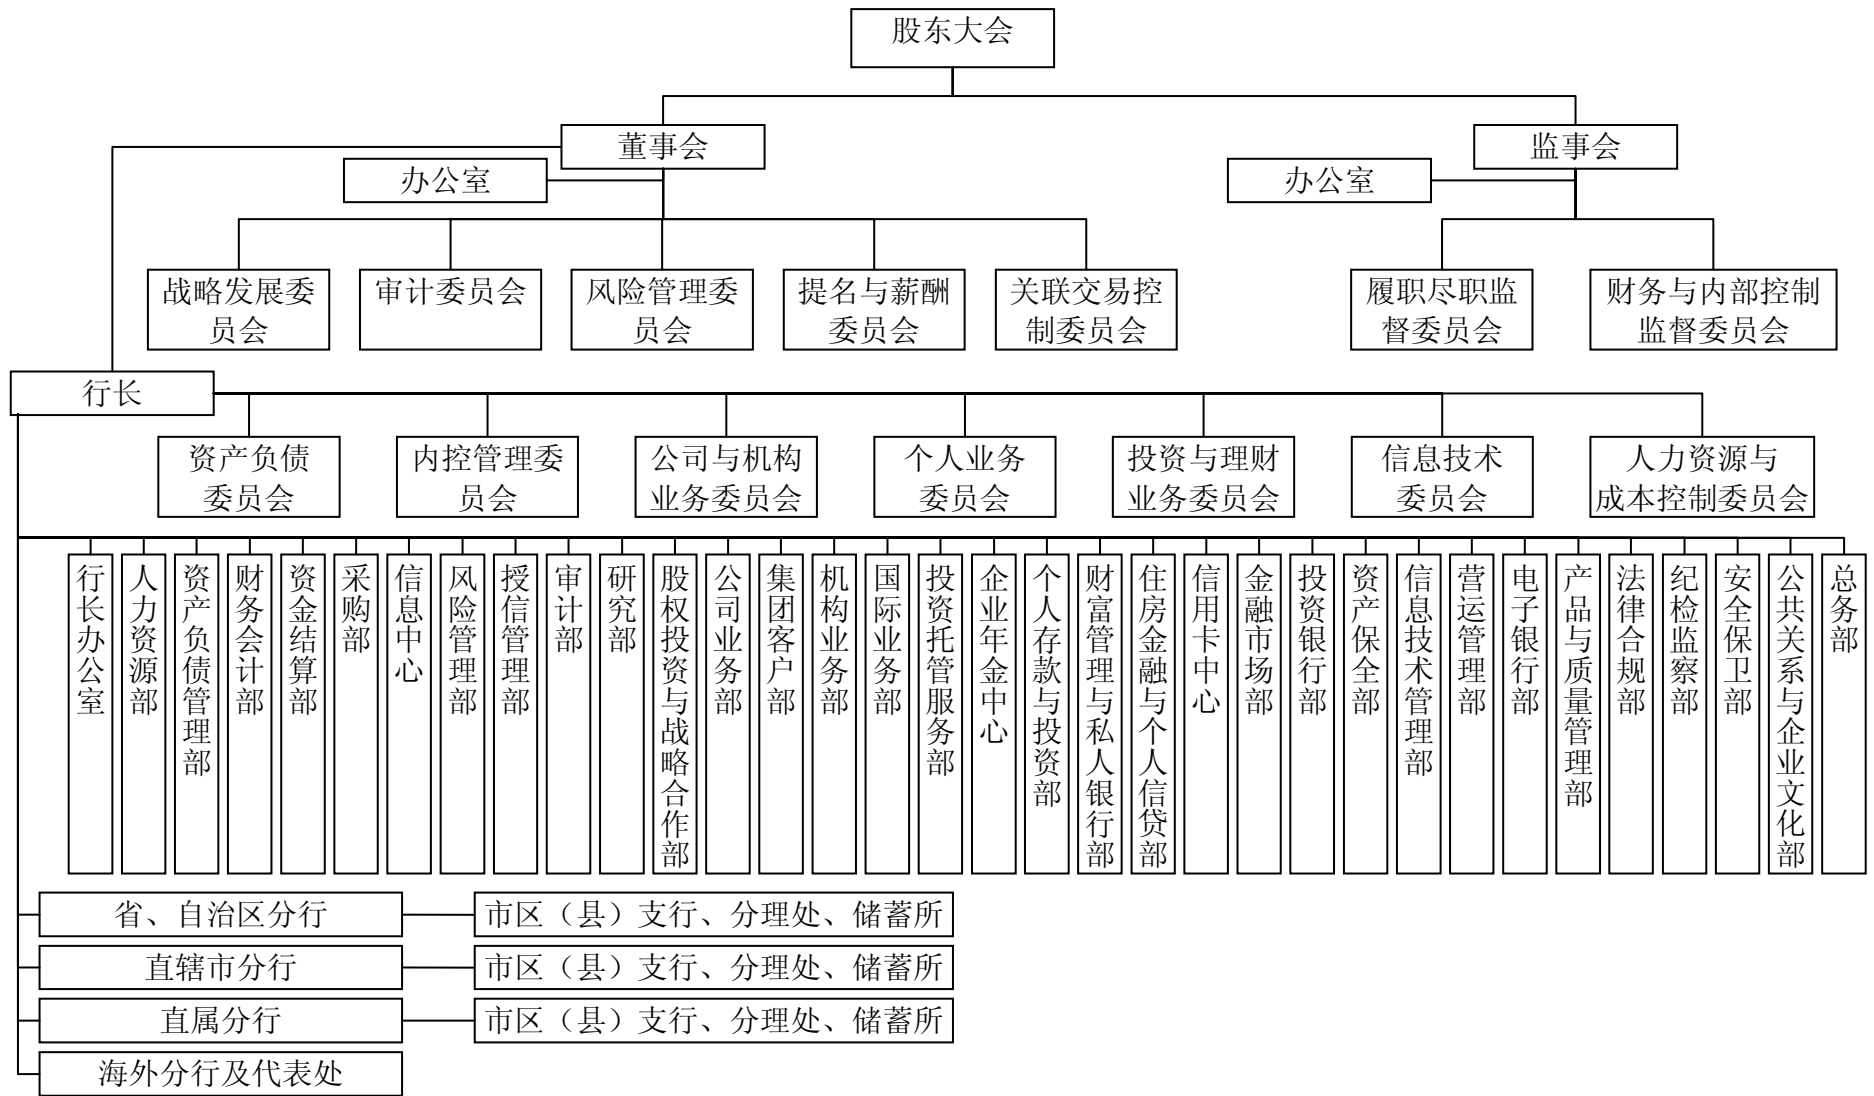 股东大会
董事会
监事会
办公室
办公室
战略发展委
员会
审计委员会
风险管理委
员会
提名与薪酬
委员会
关联交易控
制委员会
履职尽职监
督委员会
财务与内部控制
监督委员会
行长
资产负债
委员会
内控管理委
员会
公司与机构
业务委员会
个人业务
委员会
投资与理财
业务委员会
信息技术
委员会
人力资源与
成本控制委员会
行长办公室
人力资源部
资产负债管理部
财务会计部
资金结算部
采购部
信息中心
风险管理部
授信管理部
审计部
研究部
股权投资与战略合作部
公司业务部
集团客户部
机构业务部
国际业务部
投资托管服务部
企业年金中心
个人存款与投资部
财富管理与私人银行部
住房金融与个人信贷部
信用卡中心
金融市场部
投资银行部
资产保全部
信息技术管理部
营运管理部
电子银行部
产品与质量管理部
法律合规部
纪检监察部
安全保卫部
公共关系与企业文化部
总务部
省、自治区分行
市区（县）支行、分理处、储蓄所
直辖市分行
市区（县）支行、分理处、储蓄所
直属分行
市区（县）支行、分理处、储蓄所
海外分行及代表处